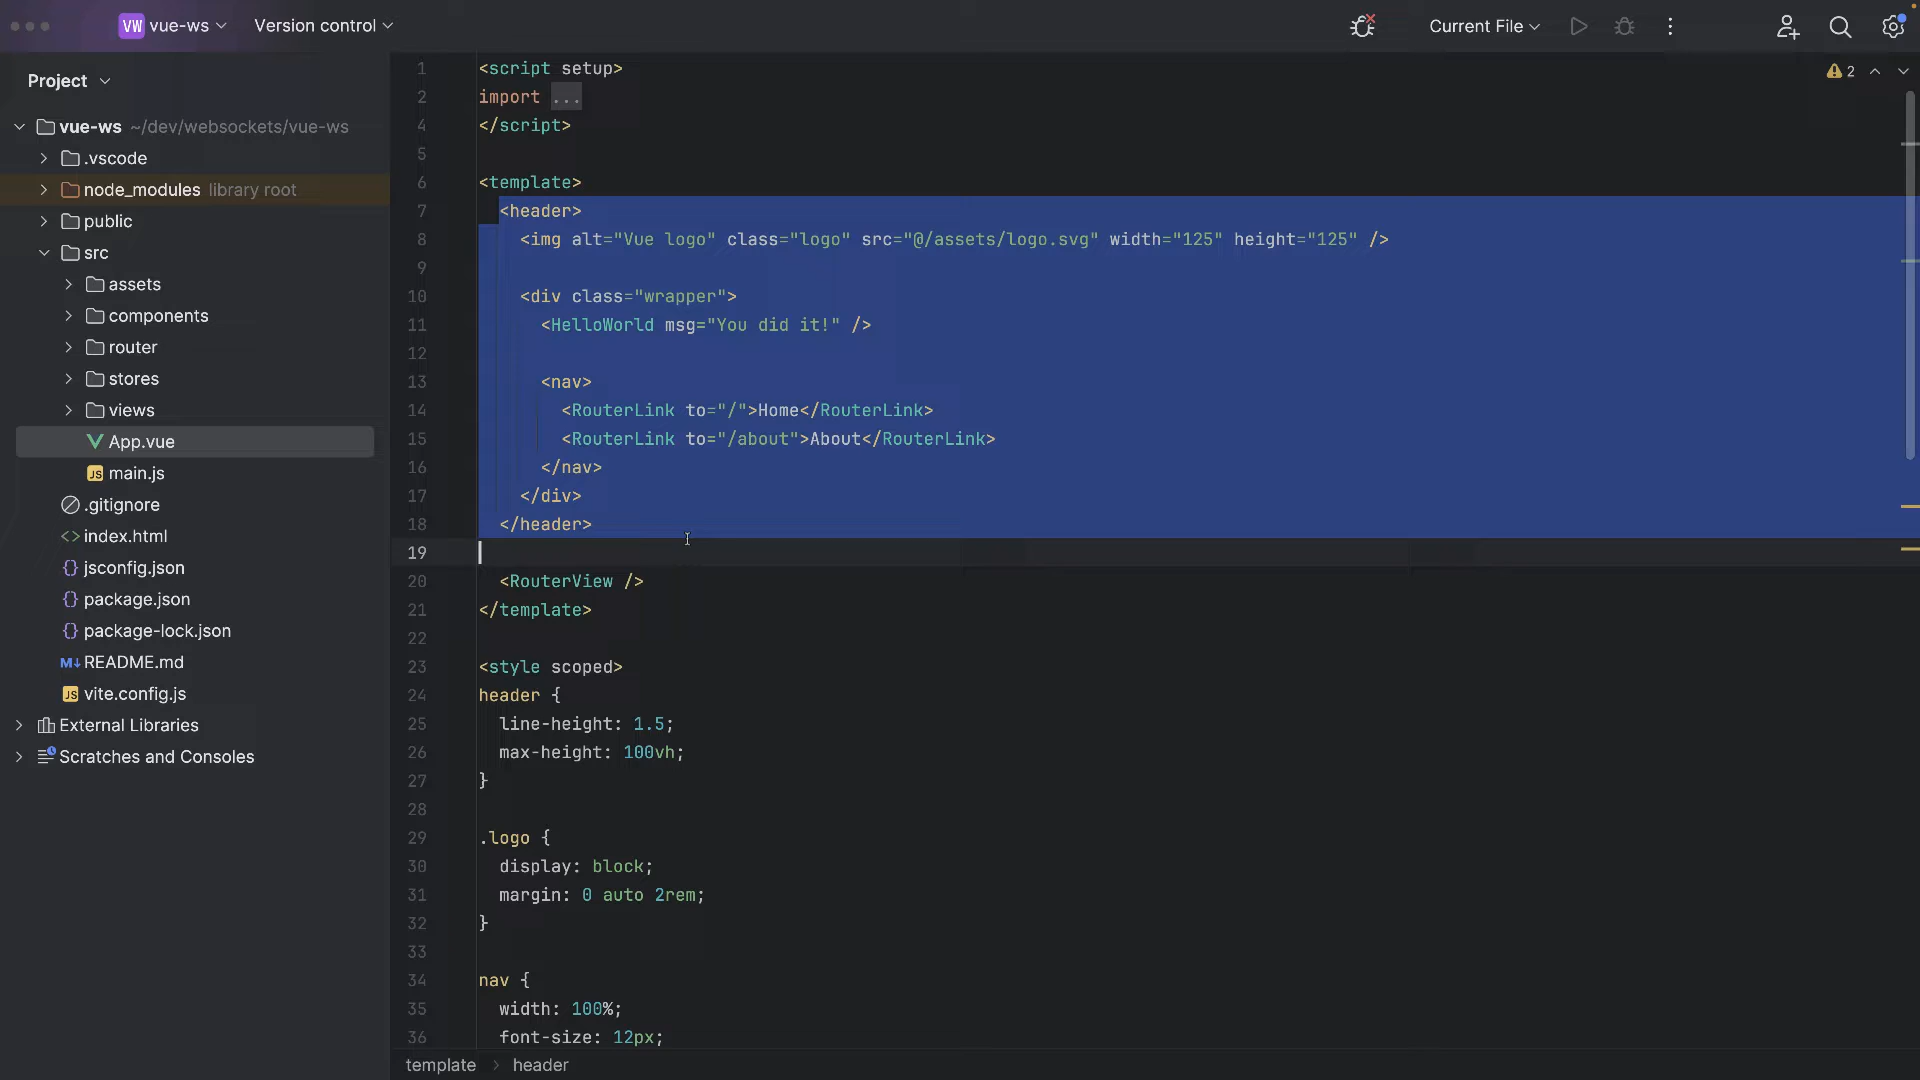 VW vue-ws Version control Current File
Project
vue-ws ~/dev/websockets/vue-ws
.vscode
node_modules library root
public
src
assets
components
router
stores
views
App.vue
JS main.js
.gitignore
<> index.html
{} jsconfig.json
{} package.json
{} package-lock.json
M↓ README.md
JS vite.config.js
External Libraries
Scratches and Consoles
2
1 <script setup>
2 import ...
4 </script>
5
6 <template>
7 <header>
8 <img alt="Vue logo" class="logo" src="@/assets/logo.svg" width="125" height="125" />
9
10 <div class="wrapper">
11 <HelloWorld msg="You did it!" />
12
13 <nav>
14 <RouterLink to="/">Home</RouterLink>
15 <RouterLink to="/about">About</RouterLink>
16 </nav>
17 </div>
18 </header>
19
20 <RouterView />
21 </template>
22
23 <style scoped>
24 header {
25 line-height: 1.5;
26 max-height: 100vh;
27 }
28
29 .logo {
30 display: block;
31 margin: 0 auto 2rem;
32 }
33
34 nav {
35 width: 100%;
36 font-size: 12px;
template > header